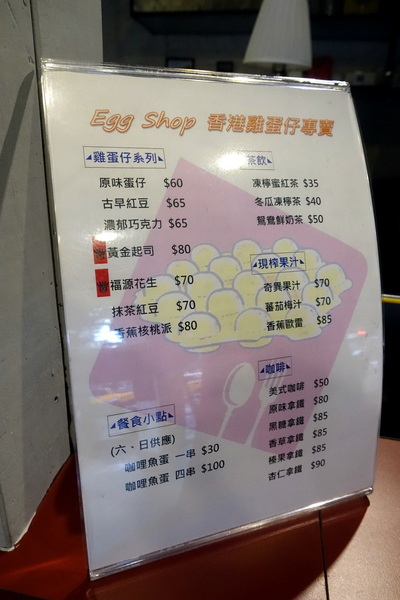 Egg Shop 香港雞蛋仔專賣
雞蛋仔系列
原味蛋仔 $60
古早紅豆 $65
濃郁巧克力 $65
黃金起司 $80
福源花生 $70
抹茶紅豆 $70
香蕉核桃派 $80
餐食小點
(六、日供應)
咖哩魚蛋 一串 $30
咖哩魚蛋 四串 $100
茶飲
凍檸蜜紅茶 $35
冬瓜凍檸茶 $40
鴛鴦鮮奶茶 $50
現榨果汁
奇異果汁 $70
蕃茄梅汁 $70
香蕉歐雷 $85
咖啡
美式咖啡 $50
原味拿鐵 $80
黑糖拿鐵 $85
香草拿鐵 $85
榛果拿鐵 $85
杏仁拿鐵 $90